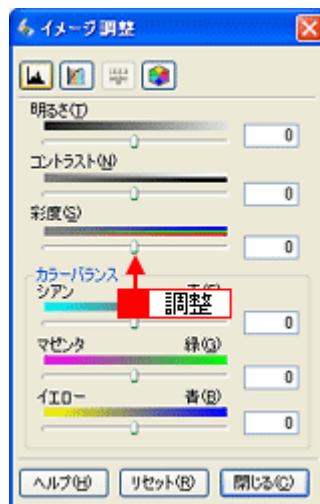 イメージ調整
明るさ(T)
0
コントラスト(N)
0
彩度(S)
0
カラーバランス
シアン
調整
0
マゼンタ 緑(G)
0
イエロー 青(B)
0
ヘルプ(H) リセット(R) 閉じる(C)